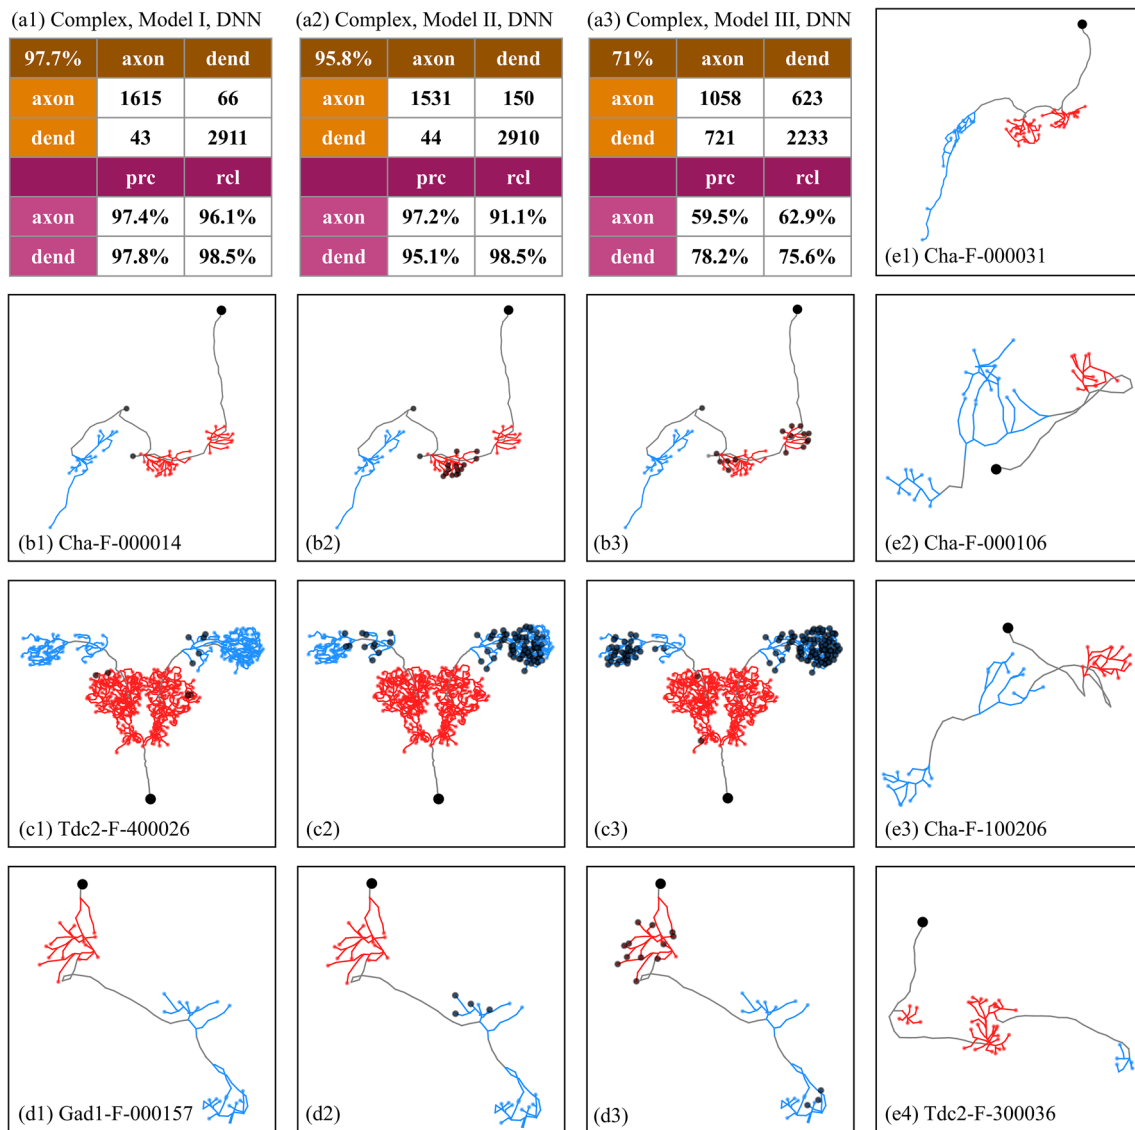 (a1) Complex, Model I, DNN
97.7% axon dend
axon 1615 66
dend 43 2911
prc rcl
axon 97.4% 96.1%
dend 97.8% 98.5%
(a2) Complex, Model II, DNN
95.8% axon dend
axon 1531 150
dend 44 2910
prc rcl
axon 97.2% 91.1%
dend 95.1% 98.5%
(a3) Complex, Model III, DNN
71% axon dend
axon 1058 623
dend 721 2233
prc rcl
axon 59.5% 62.9%
dend 78.2% 75.6%
(e1) Cha-F-000031
(b1) Cha-F-000014
(b2)
(b3)
(e2) Cha-F-000106
(c1) Tdc2-F-400026
(c2)
(c3)
(e3) Cha-F-100206
(d1) Gad1-F-000157
(d2)
(d3)
(e4) Tdc2-F-300036